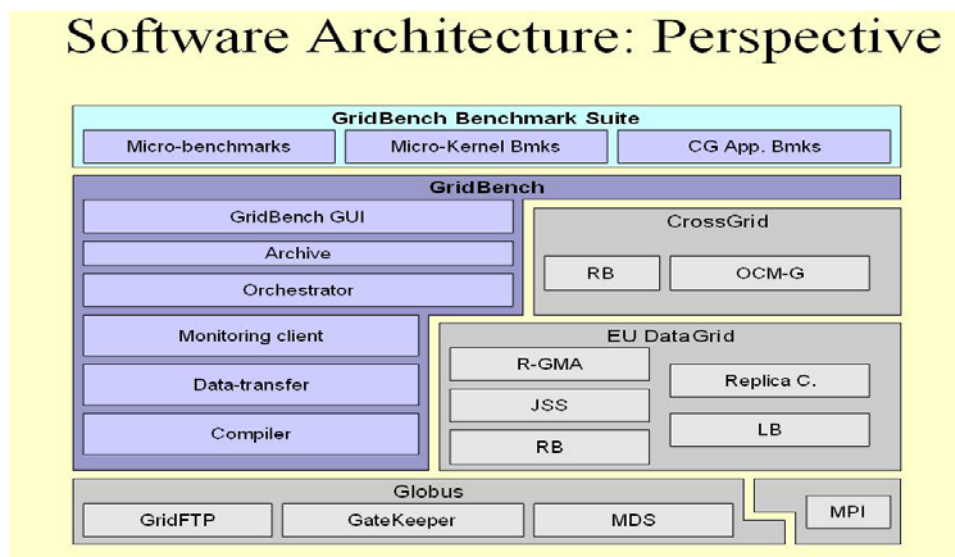 Software Architecture: Perspective
GridBench Benchmark Suite
Micro-benchmarks
Micro-Kernel Bmks
CG App. Bmks
GridBench
GridBench GUI
Archive
Orchestrator
Monitoring client
Data-transfer
Compiler
CrossGrid
RB
OCM-G
EU DataGrid
R-GMA
JSS
RB
Replica C.
LB
Globus
GridFTP
GateKeeper
MDS
MPI